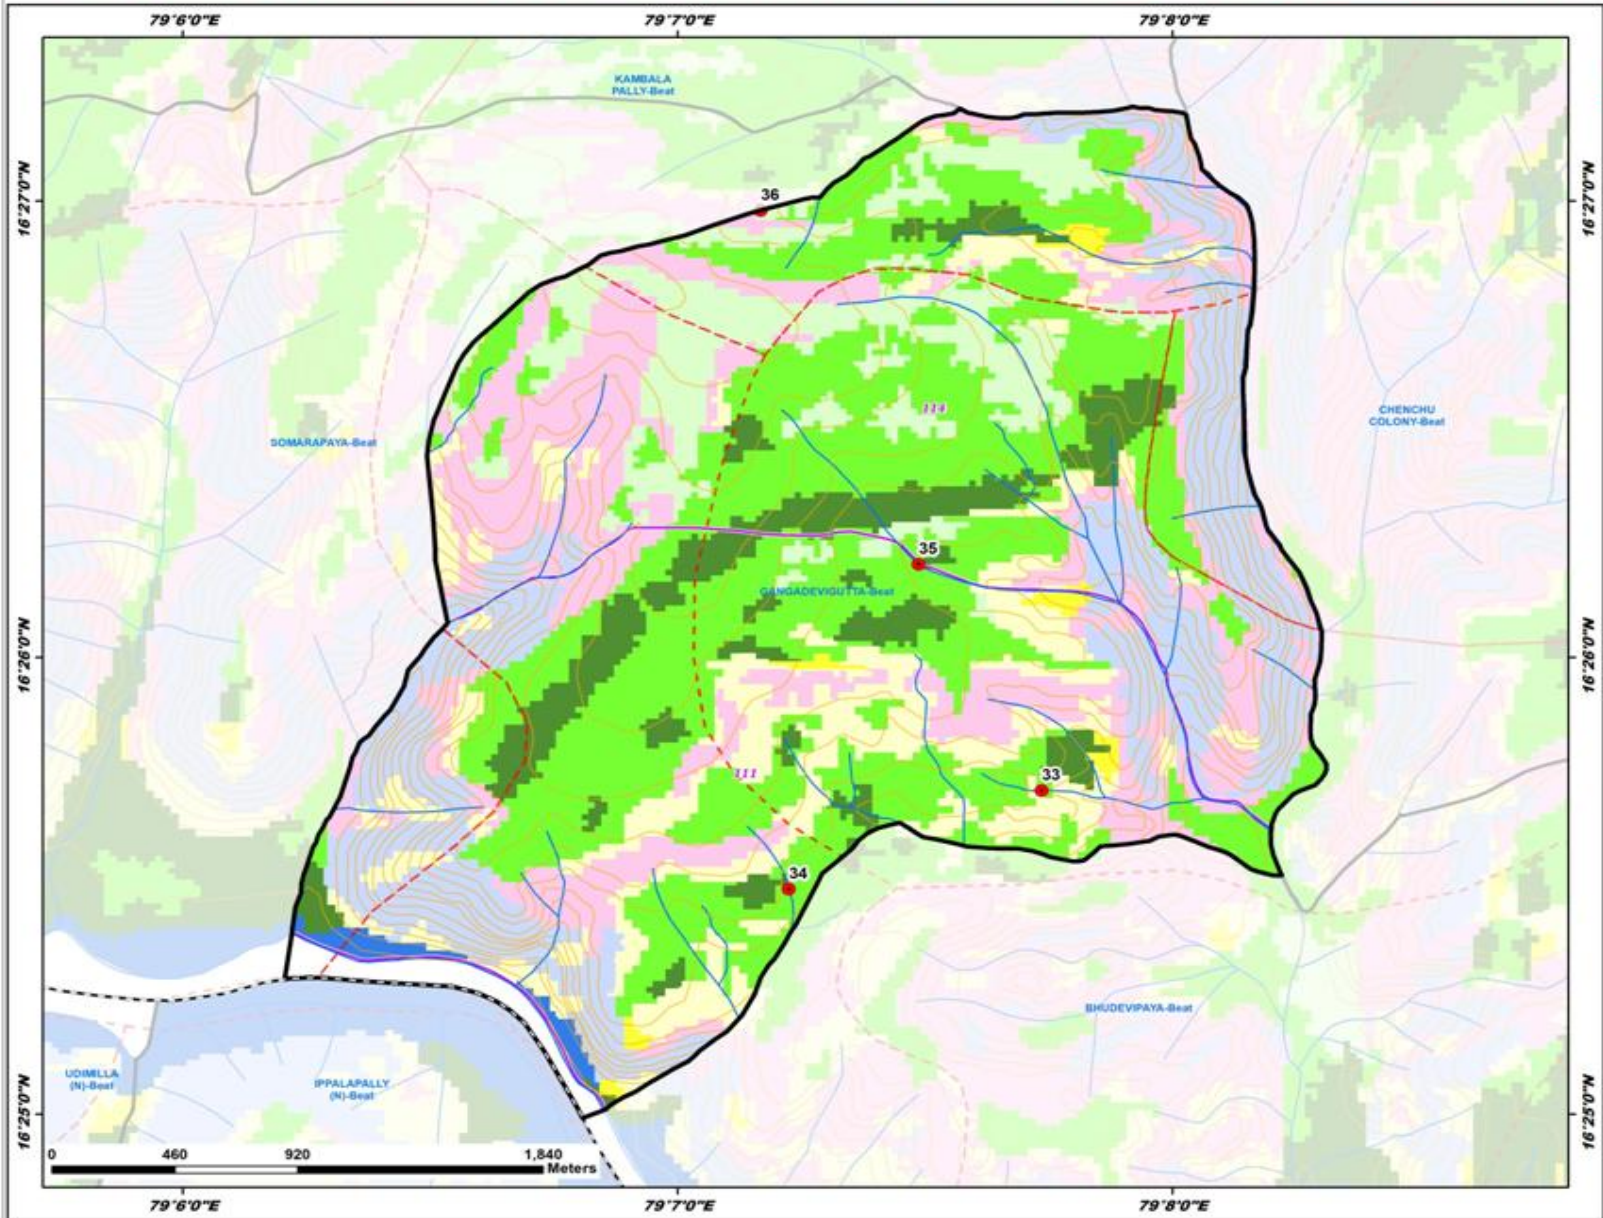 79°6'0"E 79°7'0"E 79°8'0"E
KAMBALA
PALLY-Beat
16°27'0"N
16°27'0"N
36
114
CHENCHU
COLONY-Beat
SOMARAPAYA-Beat
35
GANGADEVIGUTTA-Beat
16°26'0"N
16°26'0"N
111
33
34
BHUDEVIPAYA-Beat
UDIMILLA
(N)-Beat
IPPALAPALLY
(N)-Beat
16°25'0"N
16°25'0"N
0 460 920 1,840
Meters
79°6'0"E 79°7'0"E 79°8'0"E